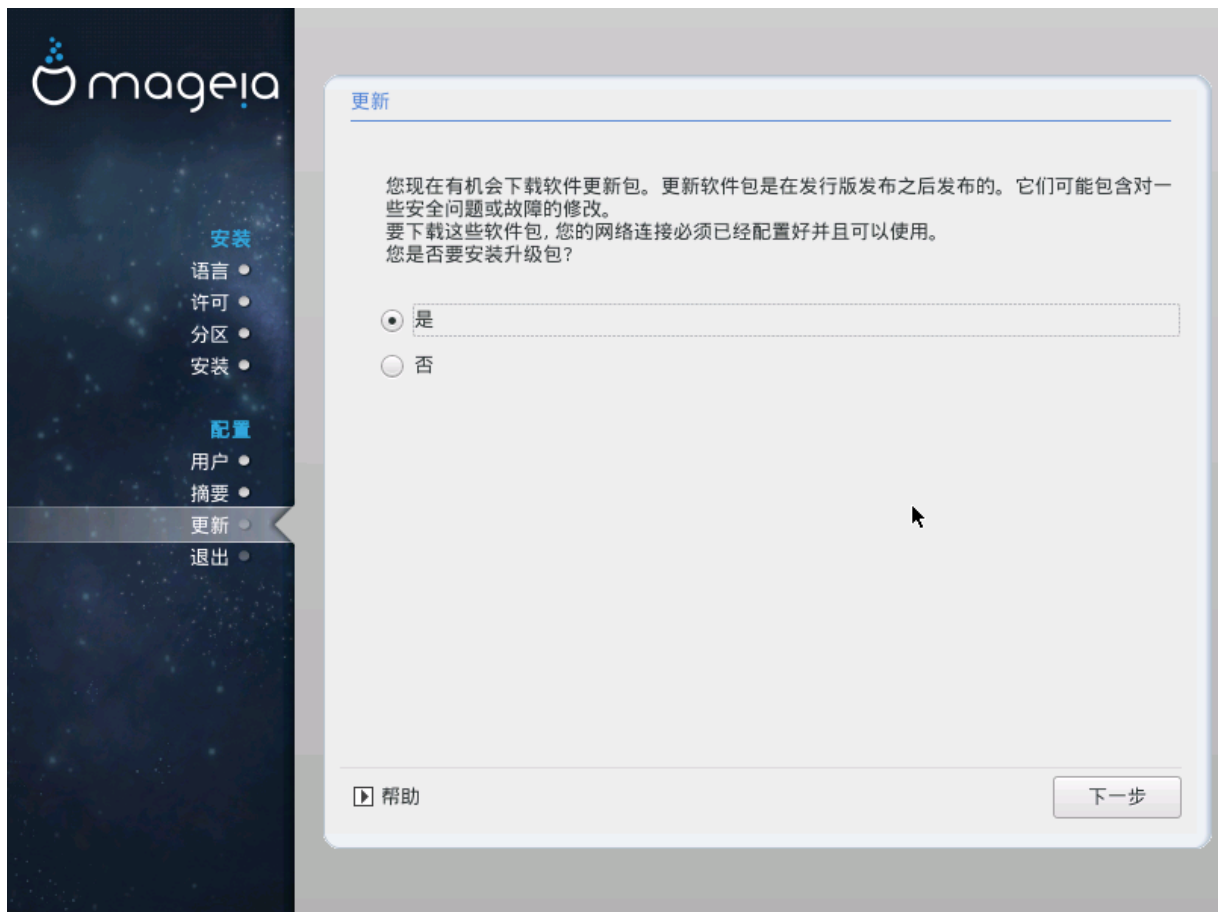 mageia
安装
语言
许可
分区
安装
配置
用户
摘要
更新
退出
更新
您现在有机会下载软件更新包。更新软件包是在发行版发布之后发布的。它们可能包含对一
些安全问题或故障的修改。
要下载这些软件包, 您的网络连接必须已经配置好并且可以使用。
您是否要安装升级包?
是
否
帮助
下一步